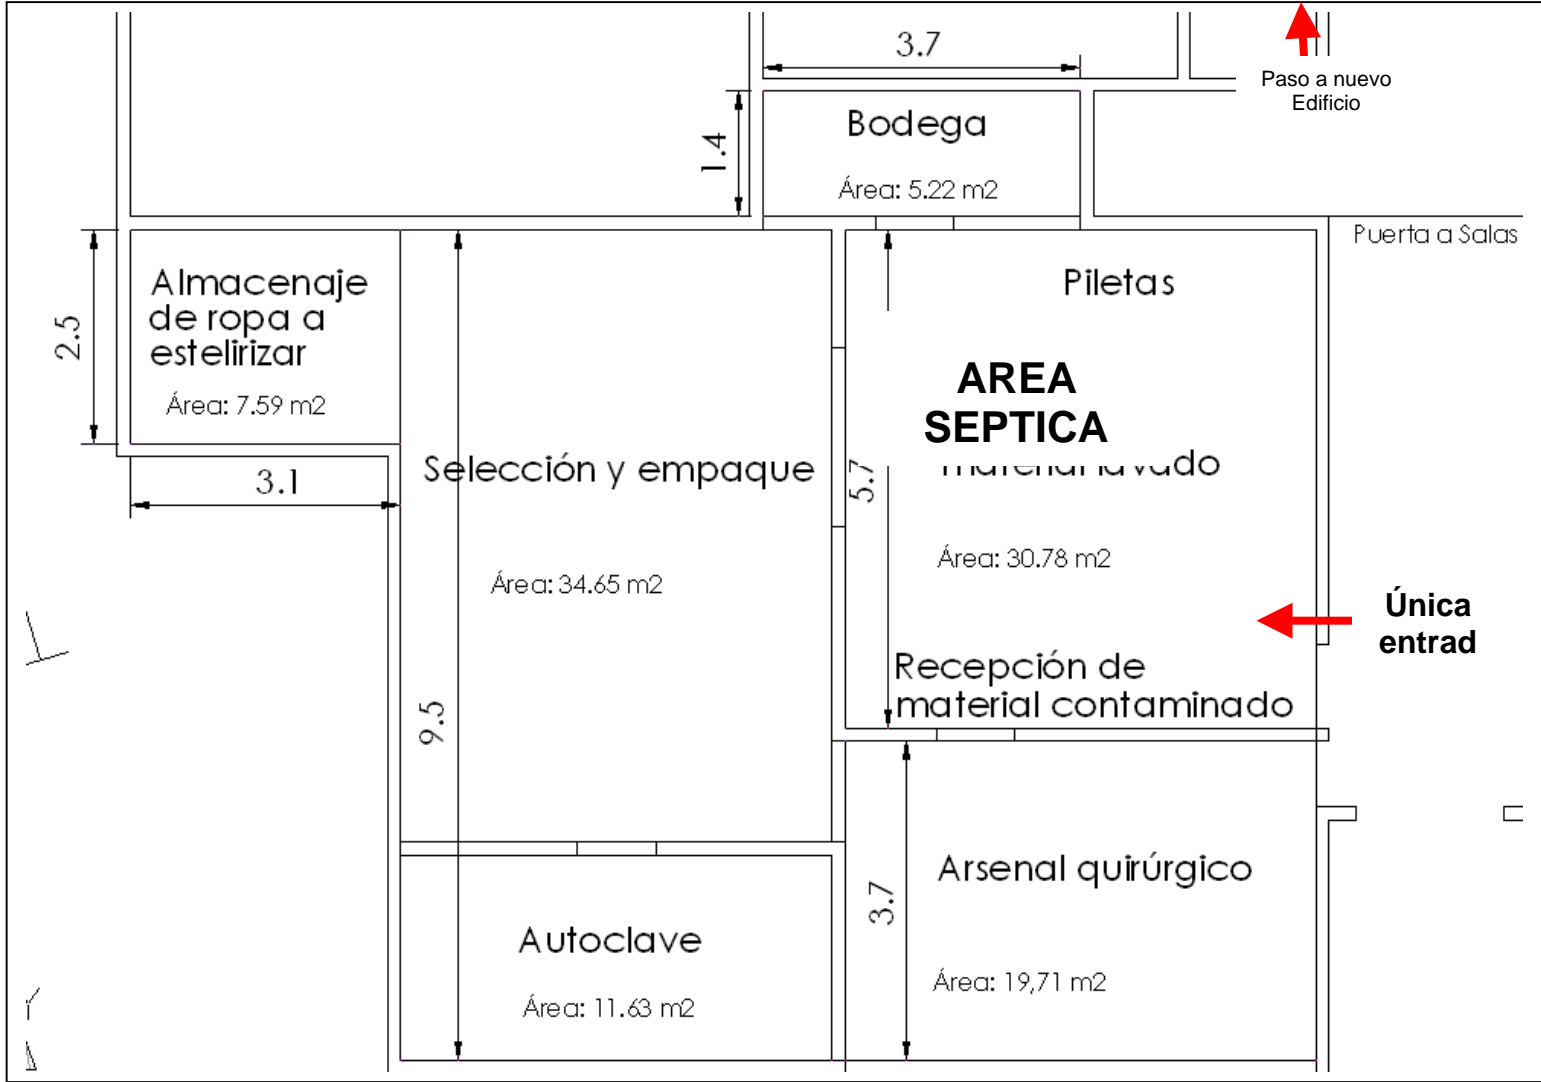 3.7
Paso a nuevo
Edificio
1.4
Bodega
Área: 5.22 m2
Puerta a Salas
Almacenaje
de ropa a
estelirizar
Área: 7.59 m2
2.5
3.1
Piletas
AREA
SEPTICA
material lavado
5.7
Selección y empaque
Área: 34.65 m2
Área: 30.78 m2
Única
entrad
Recepción de
material contaminado
9.5
3.7
Arsenal quirúrgico
Área: 19,71 m2
Autoclave
Área: 11.63 m2